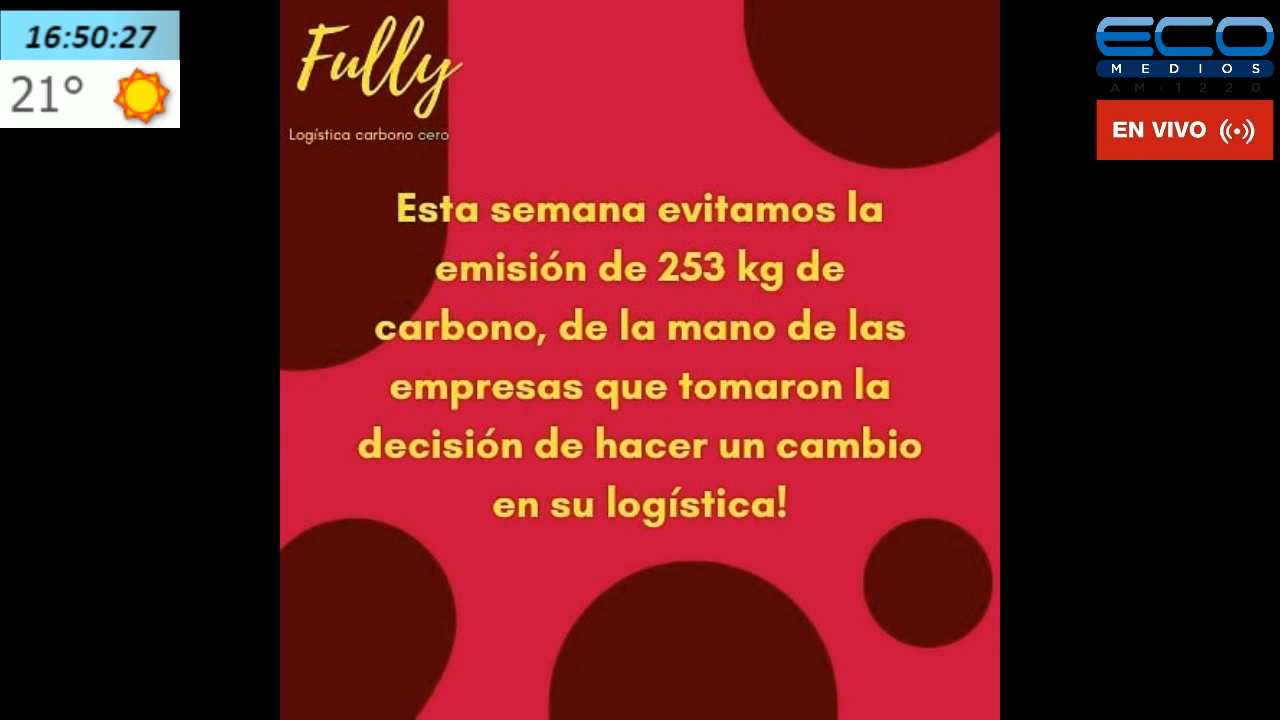 16:50:27
21°
Fully
Logística carbono cero
Esta semana evitamos la
emisión de 253 kg de
carbono, de la mano de las
empresas que tomaron la
decisión de hacer un cambio
en su logística!
ECO
MEDIOS
AM·1220
EN VIVO